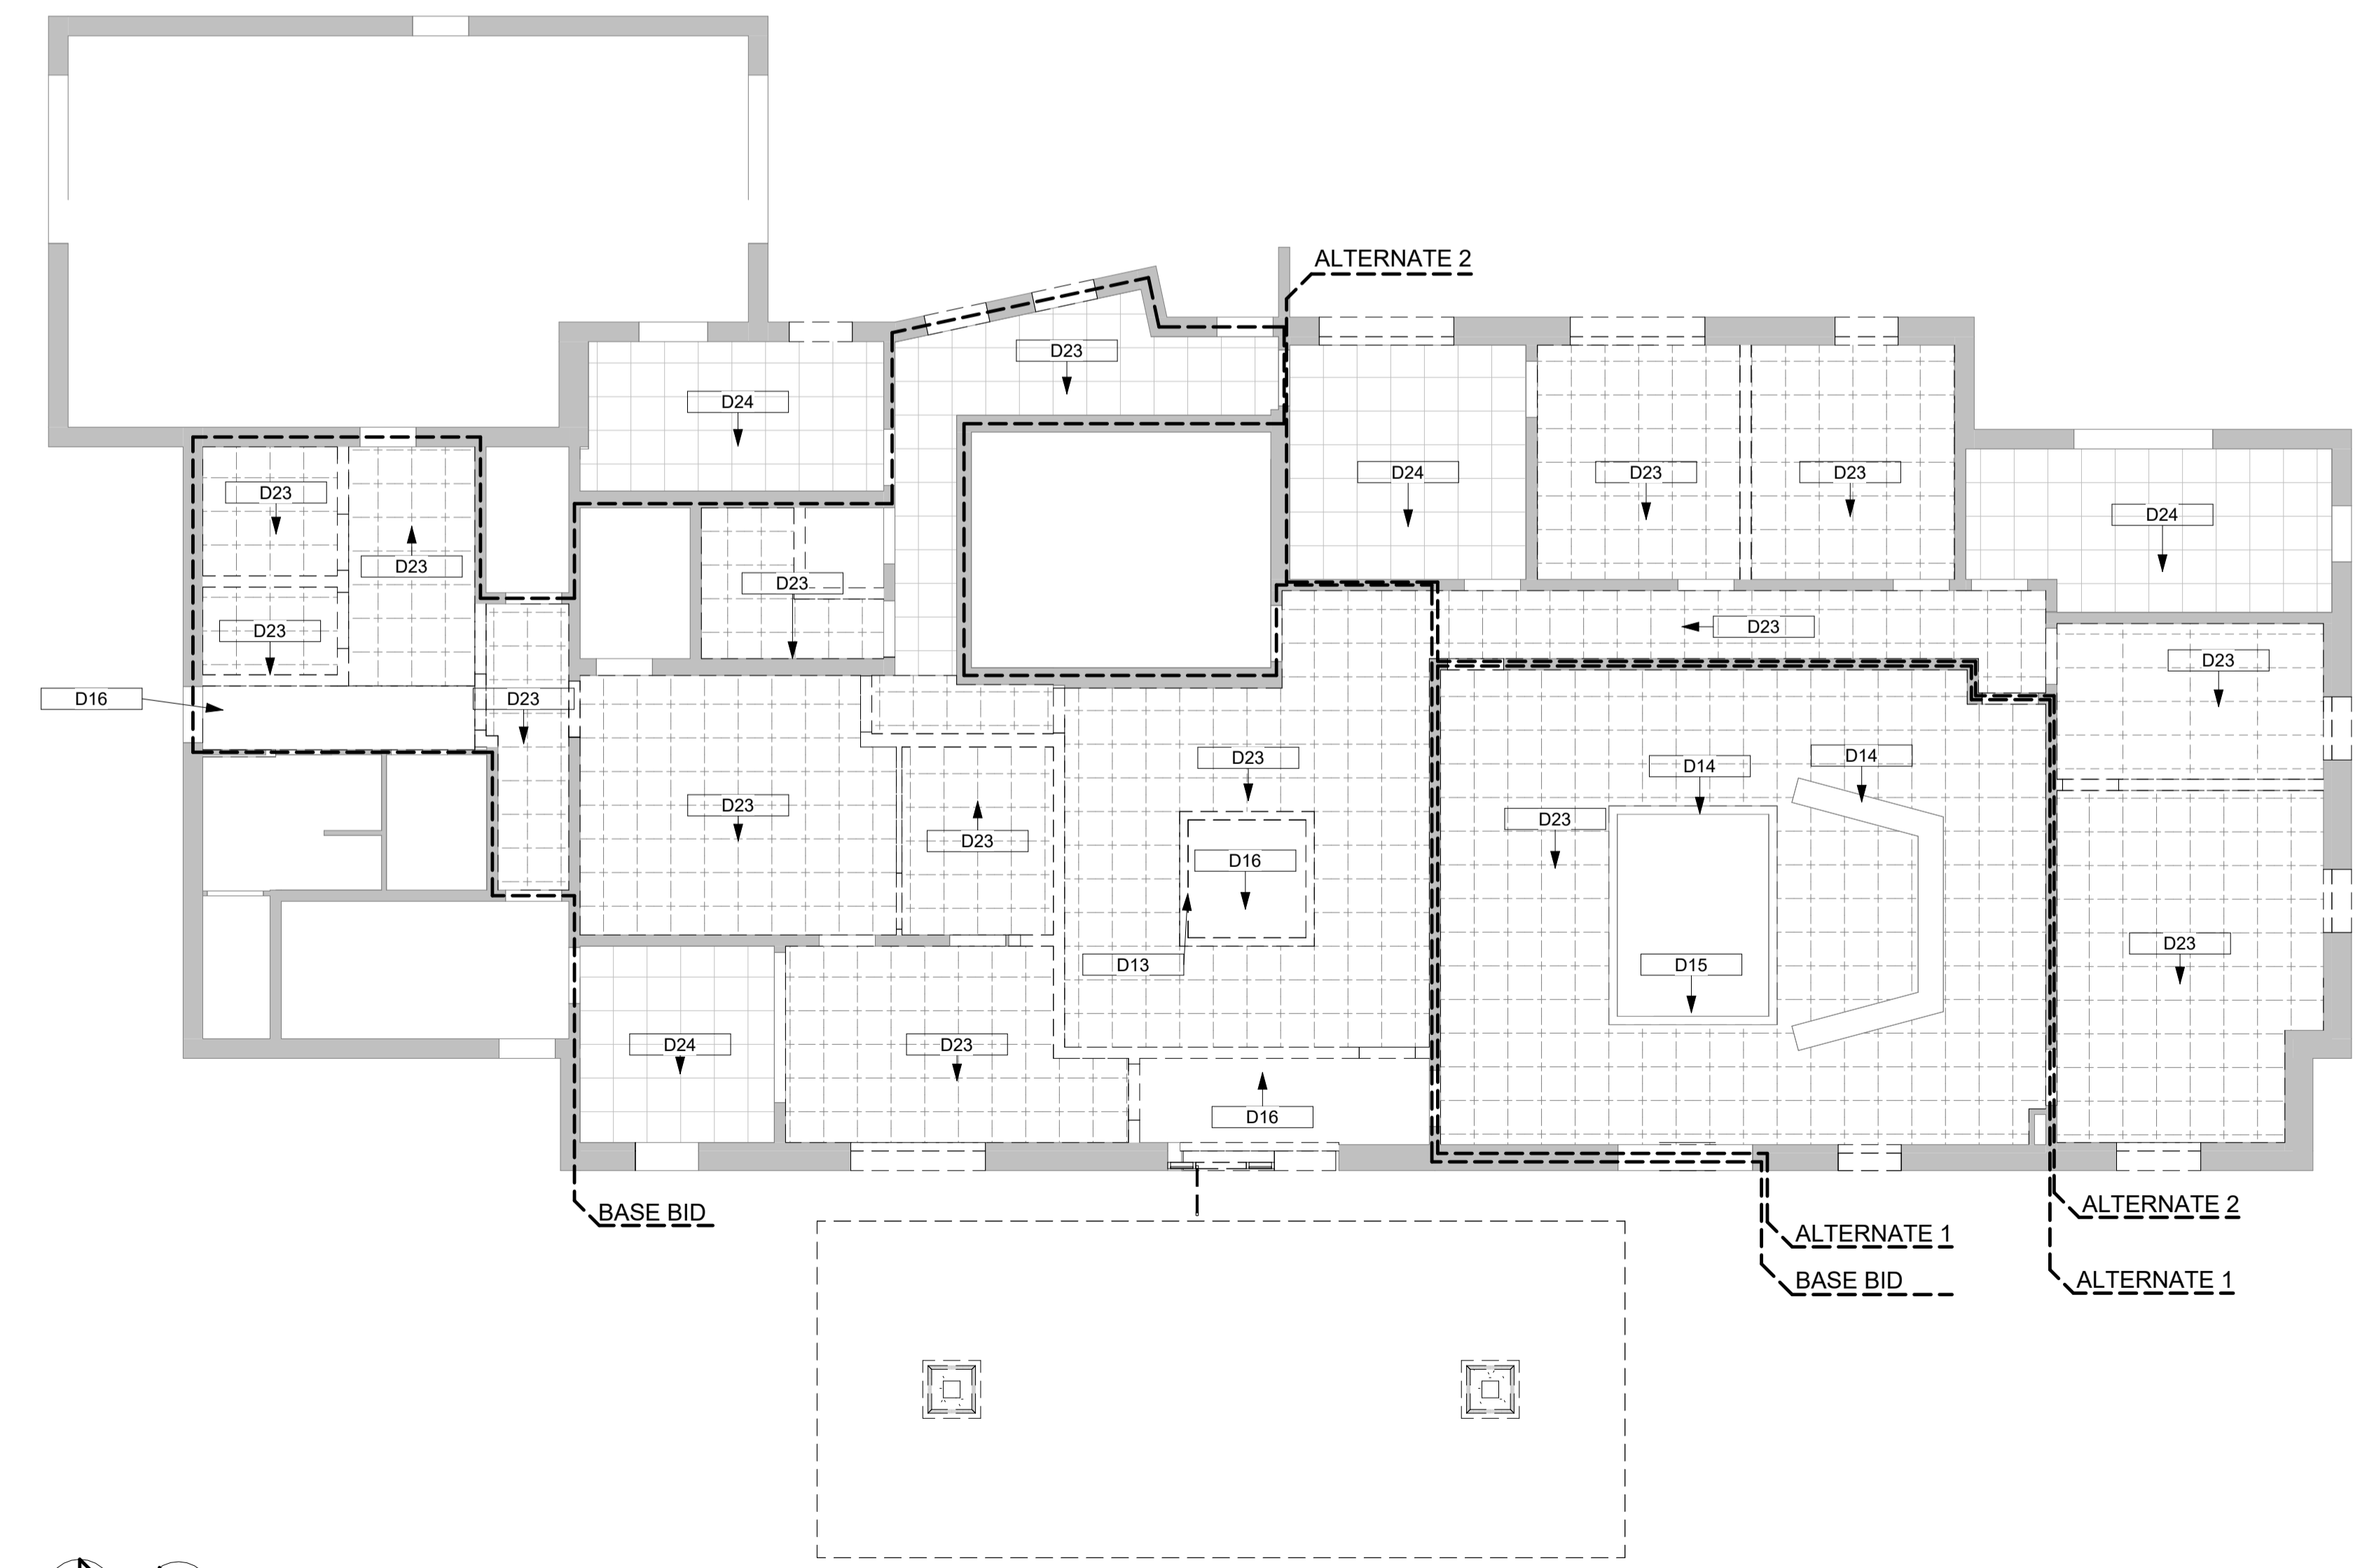 ALTERNATE 2
D23
D24
D24
D23
D23
D23
D24
D23
D23
D23
D23
D23
D16
D23
D23
D14
D14
D23
D23
D23
D16
D23
D13
D15
D24
D23
D16
BASE BID
ALTERNATE 2
ALTERNATE 1
BASE BID
ALTERNATE 1